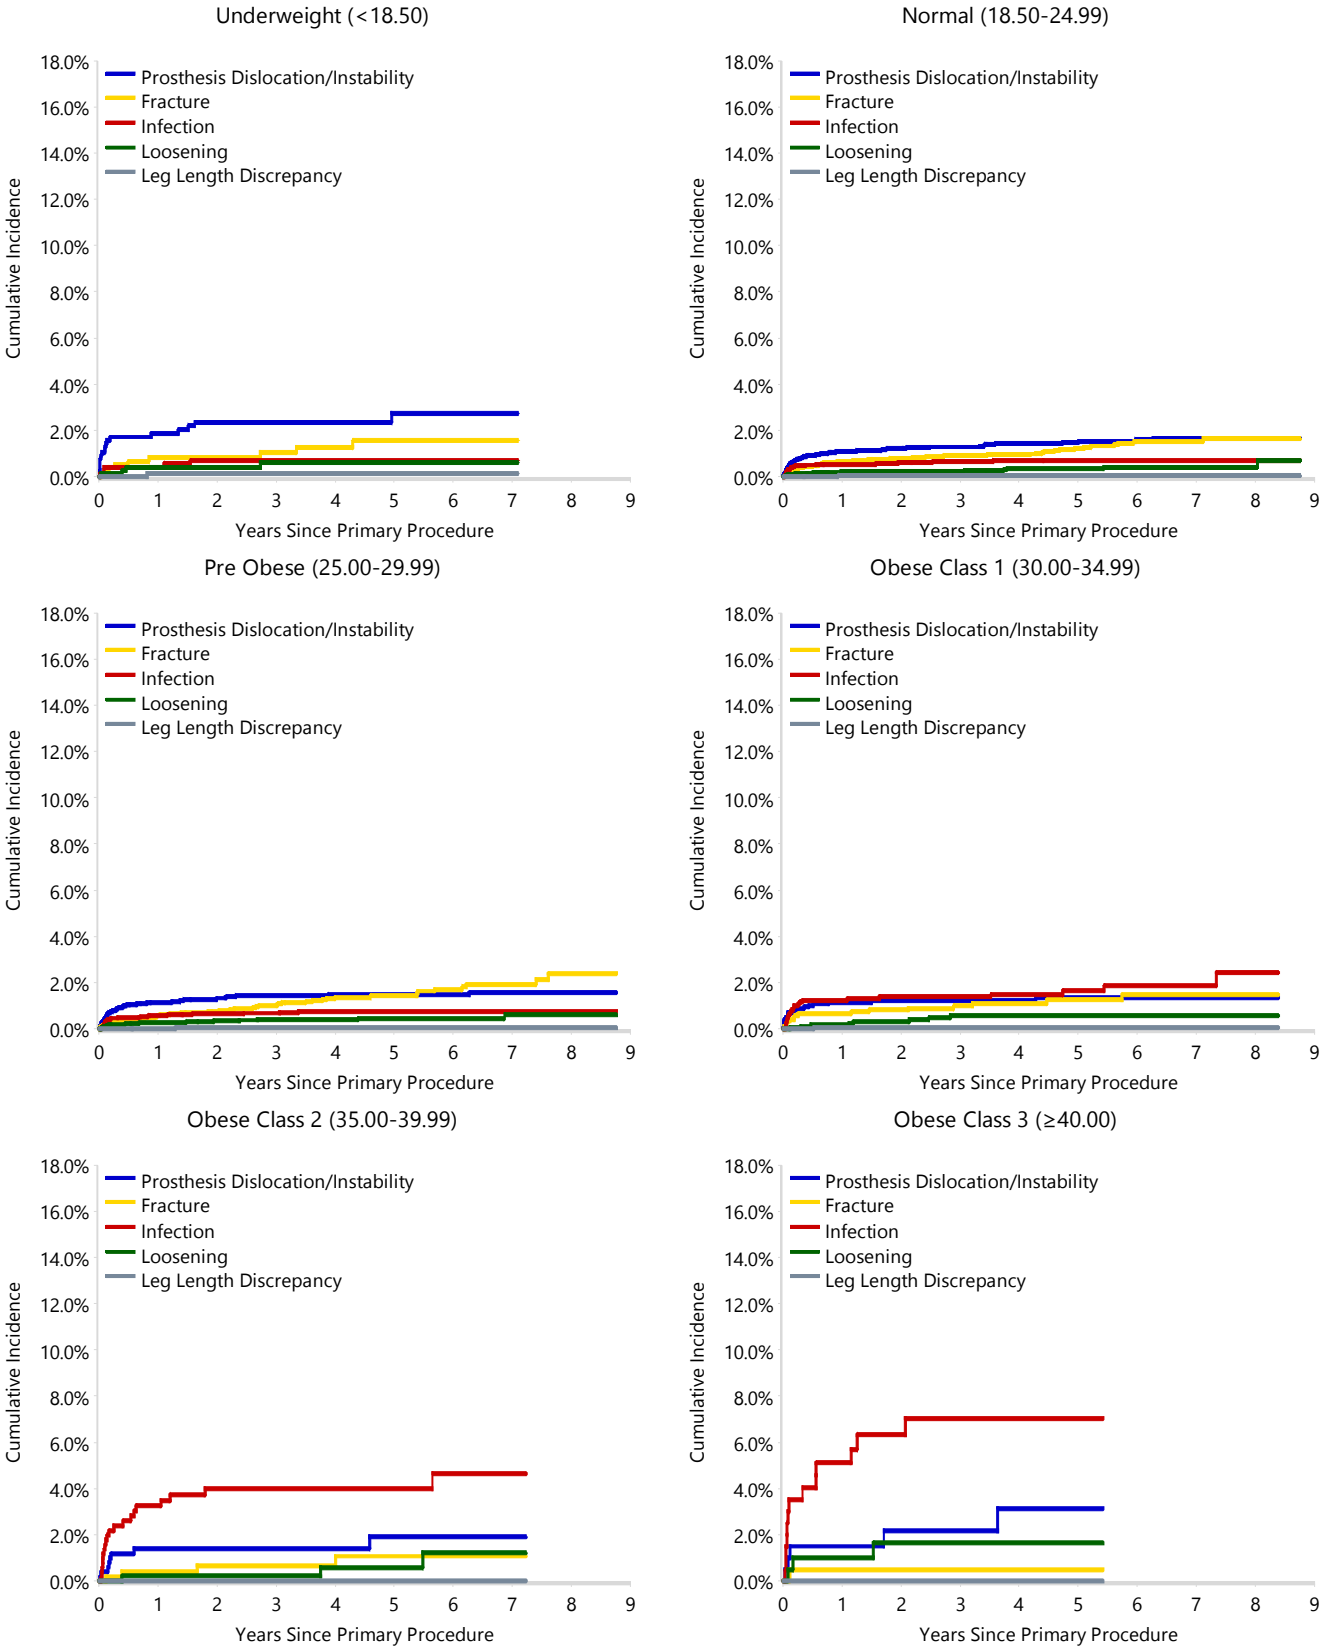 Underweight (<18.50)
18.0%
16.0%
14.0%
12.0%
10.0%
8.0%
6.0%
4.0%
2.0%
0.0%
Cumulative Incidence
Prosthesis Dislocation/Instability
Fracture
Infection
Loosening
Leg Length Discrepancy
0 1 2 3 4 5 6 7 8 9
Years Since Primary Procedure
Normal (18.50-24.99)
18.0%
16.0%
14.0%
12.0%
10.0%
8.0%
6.0%
4.0%
2.0%
0.0%
Cumulative Incidence
Prosthesis Dislocation/Instability
Fracture
Infection
Loosening
Leg Length Discrepancy
0 1 2 3 4 5 6 7 8 9
Years Since Primary Procedure
Pre Obese (25.00-29.99)
18.0%
16.0%
14.0%
12.0%
10.0%
8.0%
6.0%
4.0%
2.0%
0.0%
Cumulative Incidence
Prosthesis Dislocation/Instability
Fracture
Infection
Loosening
Leg Length Discrepancy
0 1 2 3 4 5 6 7 8 9
Years Since Primary Procedure
Obese Class 1 (30.00-34.99)
18.0%
16.0%
14.0%
12.0%
10.0%
8.0%
6.0%
4.0%
2.0%
0.0%
Cumulative Incidence
Prosthesis Dislocation/Instability
Fracture
Infection
Loosening
Leg Length Discrepancy
0 1 2 3 4 5 6 7 8 9
Years Since Primary Procedure
Obese Class 2 (35.00-39.99)
18.0%
16.0%
14.0%
12.0%
10.0%
8.0%
6.0%
4.0%
2.0%
0.0%
Cumulative Incidence
Prosthesis Dislocation/Instability
Fracture
Infection
Loosening
Leg Length Discrepancy
0 1 2 3 4 5 6 7 8 9
Years Since Primary Procedure
Obese Class 3 (≥40.00)
18.0%
16.0%
14.0%
12.0%
10.0%
8.0%
6.0%
4.0%
2.0%
0.0%
Cumulative Incidence
Prosthesis Dislocation/Instability
Fracture
Infection
Loosening
Leg Length Discrepancy
0 1 2 3 4 5 6 7 8 9
Years Since Primary Procedure